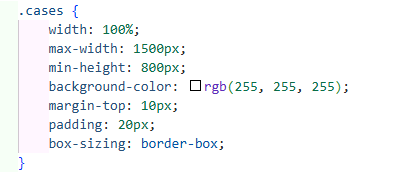 .cases {
    width: 100%;
    max-width: 1500px;
    min-height: 800px;
    background-color: rgb(255, 255, 255);
    margin-top: 10px;
    padding: 20px;
    box-sizing: border-box;
}